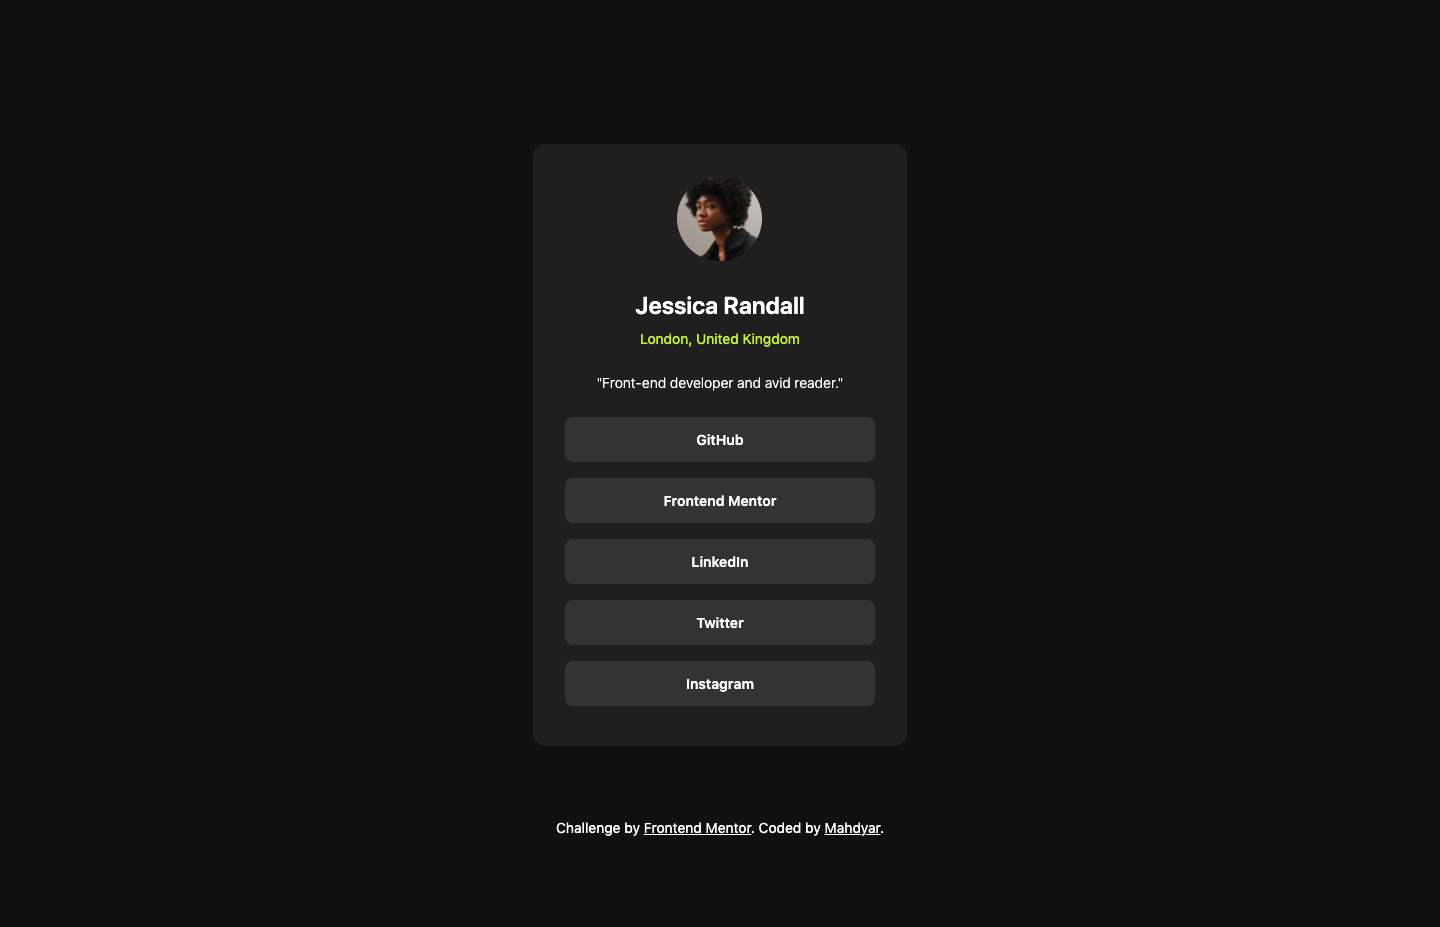 Jessica Randall
London, United Kingdom
"Front-end developer and avid reader."
GitHub
Frontend Mentor
LinkedIn
Twitter
Instagram
Challenge by Frontend Mentor. Coded by Mahdyar.